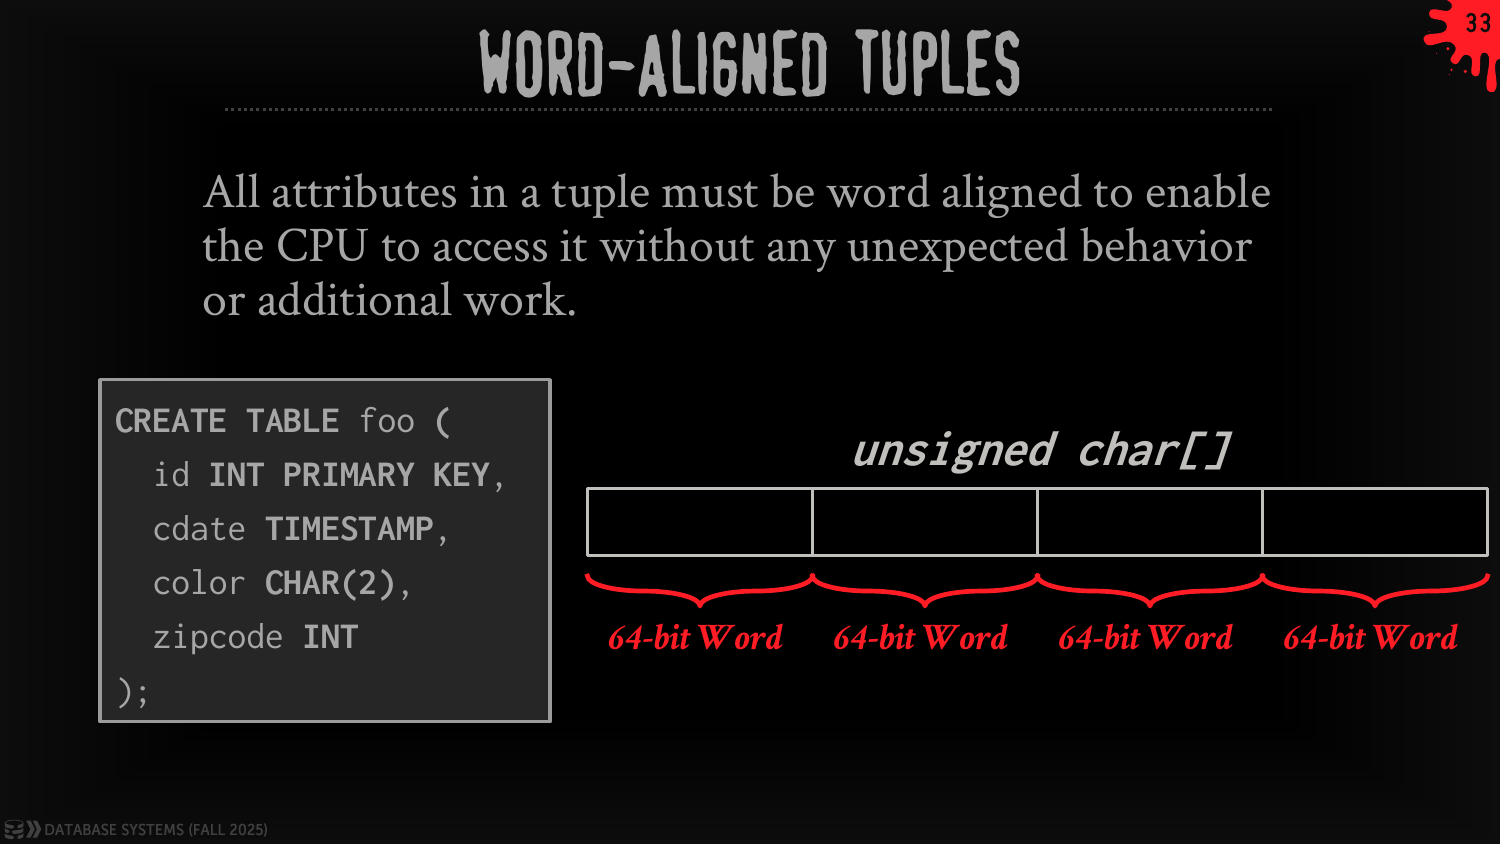 33
WORD-ALIGNED TUPLES
All attributes in a tuple must be word aligned to enable
the CPU to access it without any unexpected behavior
or additional work.
CREATE TABLE foo (
  id INT PRIMARY KEY,
  cdate TIMESTAMP,
  color CHAR(2),
  zipcode INT
);
unsigned char[]
64-bit Word 64-bit Word 64-bit Word 64-bit Word
DATABASE SYSTEMS (FALL 2025)